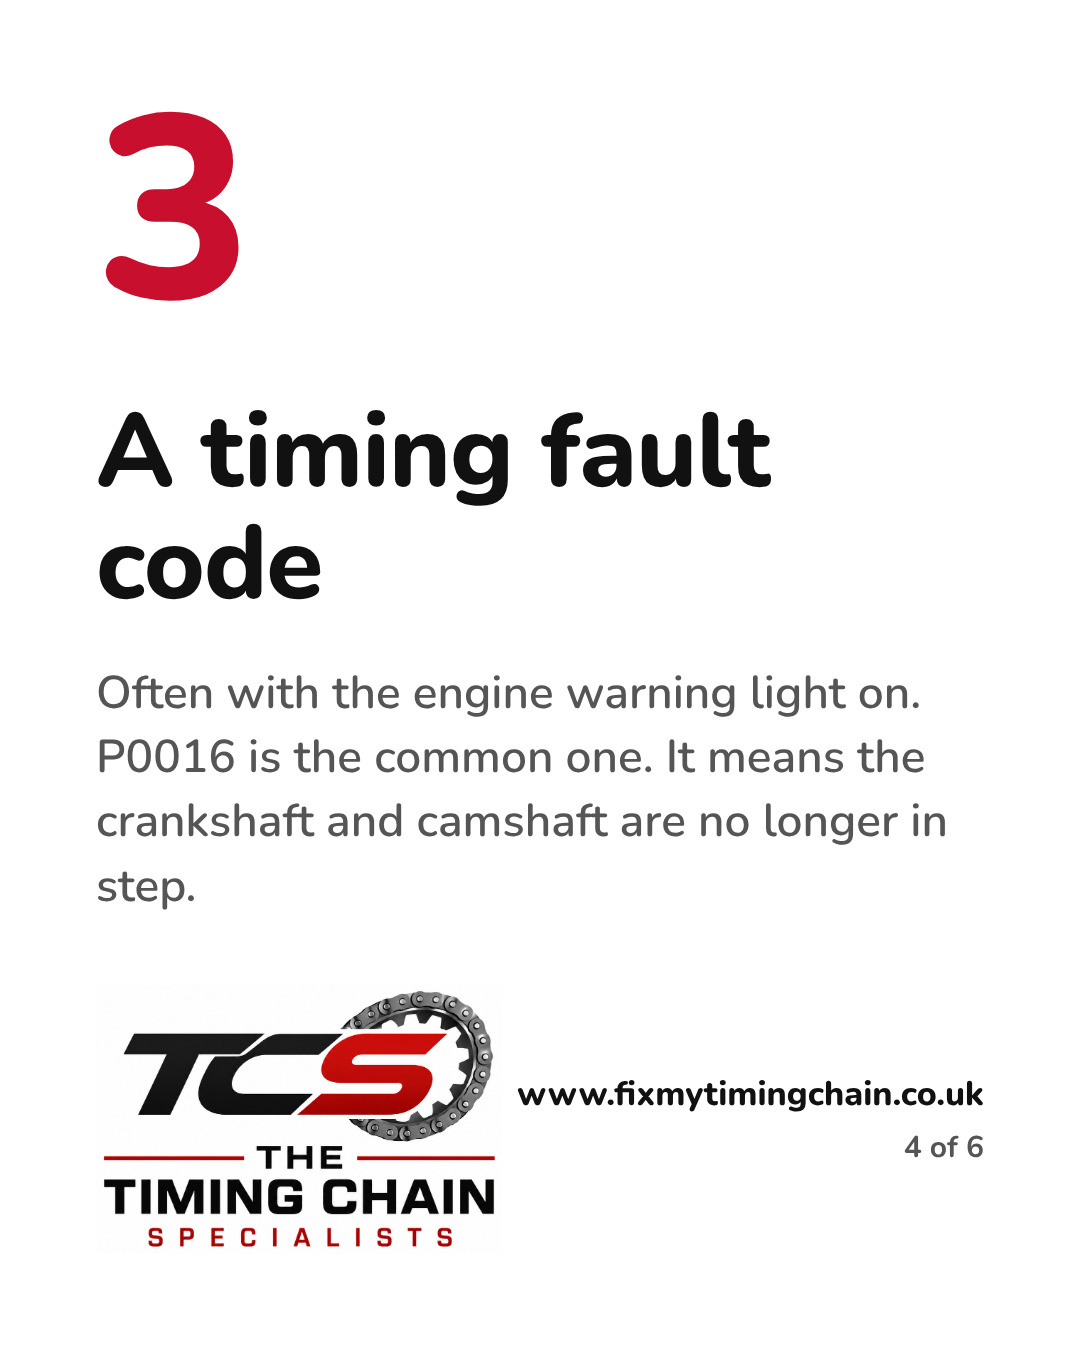 3
A timing fault
code
Often with the engine warning light on.
P0016 is the common one. It means the
crankshaft and camshaft are no longer in
step.
TCS
THE
TIMING CHAIN
SPECIALISTS
www.fixmytimingchain.co.uk
4 of 6